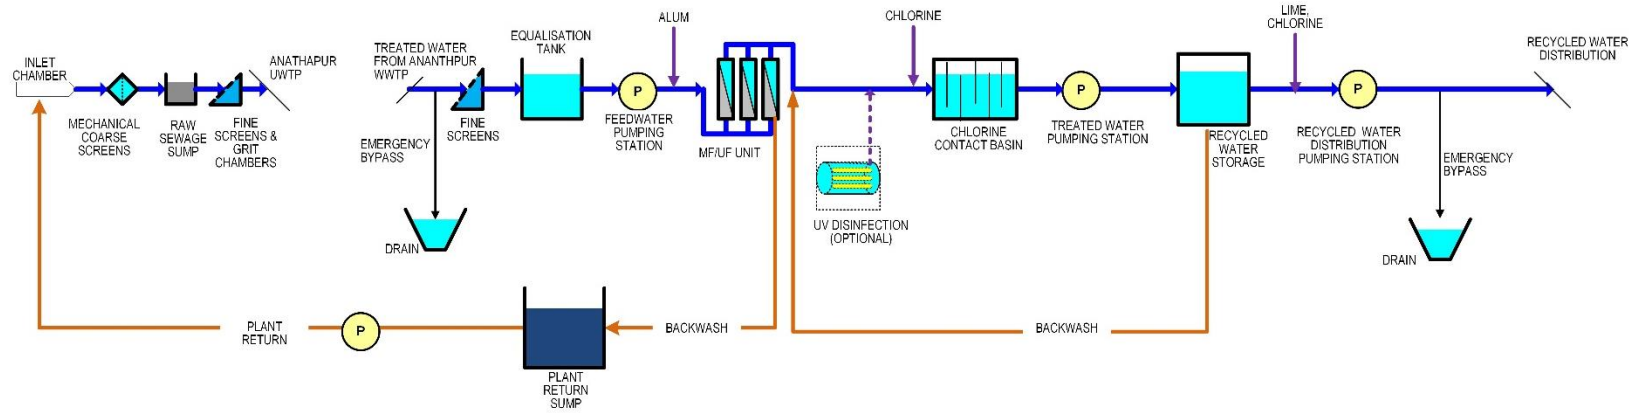 INLET
CHAMBER
MECHANICAL
COARSE
SCREENS
RAW
SEWAGE
SUMP
FINE
SCREENS &
GRIT
CHAMBERS
ANATHAPUR
UWTP
TREATED WATER
FROM ANANTHPUR
WWTP
EMERGENCY
BYPASS
DRAIN
FINE
SCREENS
EQUALISATION
TANK
P
FEEDWATER
PUMPING
STATION
ALUM
MF/UF UNIT
CHLORINE
UV DISINFECTION
(OPTIONAL)
CHLORINE
CONTACT BASIN
P
TREATED WATER
PUMPING STATION
RECYCLED
WATER
STORAGE
LIME,
CHLORINE
P
RECYCLED WATER
DISTRIBUTION
PUMPING STATION
EMERGENCY
BYPASS
DRAIN
RECYCLED WATER
DISTRIBUTION
PLANT
RETURN
P
PLANT
RETURN
SUMP
BACKWASH
BACKWASH